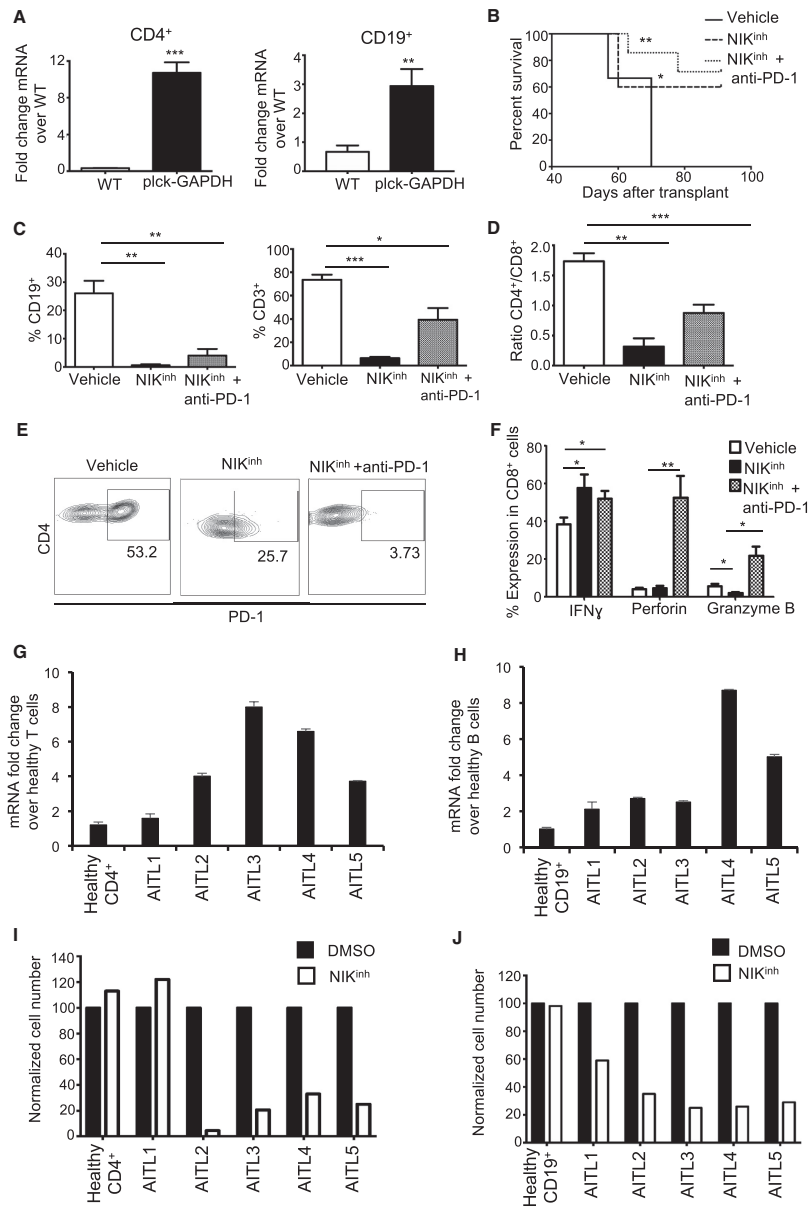 A
CD4+
Fold change mRNA
over WT
12
8
4
0
***
WT
plck-GAPDH
CD19+
Fold change mRNA
over WT
4
3
2
1
0
**
WT
plck-GAPDH
B
Percent survival
100
80
60
40
20
0
40
60
80
100
Days after transplant
**
*
Vehicle
NIKinh
NIKinh +
anti-PD-1
C
% CD19+
40
30
20
10
0
**
**
Vehicle
NIKinh
NIKinh +
anti-PD-1
% CD3+
100
80
60
40
20
0
*
***
Vehicle
NIKinh
NIKinh +
anti-PD-1
D
Ratio CD4+/CD8+
2.0
1.5
1.0
0.5
0.0
***
**
Vehicle
NIKinh
NIKinh +
anti-PD-1
E
Vehicle
NIKinh
NIKinh +anti-PD-1
CD4
53.2
25.7
3.73
PD-1
F
% Expression in CD8+ cells
80
60
40
20
0
*
*
**
*
*
IFNɣ
Perforin
Granzyme B
Vehicle
NIKinh
NIKinh +
anti-PD-1
G
mRNA fold change
over healthy T cells
10
8
6
4
2
0
Healthy
CD4+
AITL1
AITL2
AITL3
AITL4
AITL5
H
mRNA fold change
over healthy B cells
10
8
6
4
2
0
Healthy
CD19+
AITL1
AITL2
AITL3
AITL4
AITL5
I
DMSO
NIKinh
Normalized cell number
140
120
100
80
60
40
20
0
Healthy
CD4+
AITL1
AITL2
AITL3
AITL4
AITL5
J
DMSO
NIKinh
Normalized cell number
120
100
80
60
40
20
0
Healthy
CD19+
AITL1
AITL2
AITL3
AITL4
AITL5